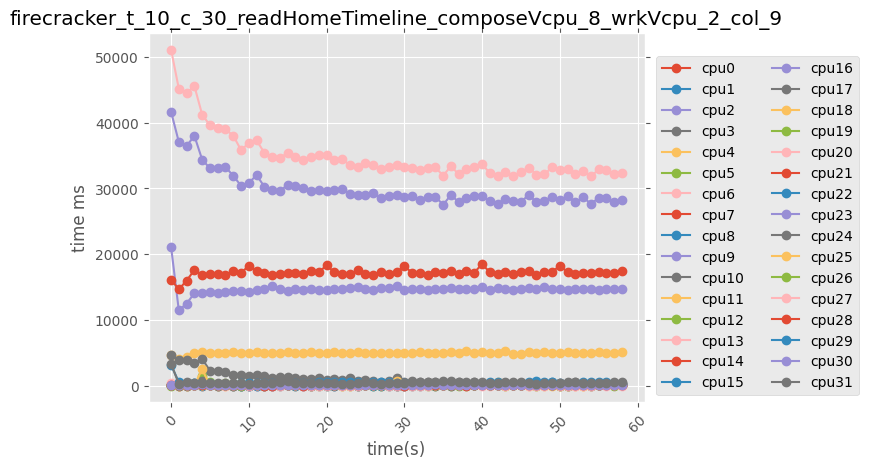 firecracker_t_10_c_30_readHomeTimeline_composeVcpu_8_wrkVcpu_2_col_9
time ms
50000
40000
30000
20000
10000
0
0
10
20
30
40
50
60
time(s)
cpu0
cpu1
cpu2
cpu3
cpu4
cpu5
cpu6
cpu7
cpu8
cpu9
cpu10
cpu11
cpu12
cpu13
cpu14
cpu15
cpu16
cpu17
cpu18
cpu19
cpu20
cpu21
cpu22
cpu23
cpu24
cpu25
cpu26
cpu27
cpu28
cpu29
cpu30
cpu31